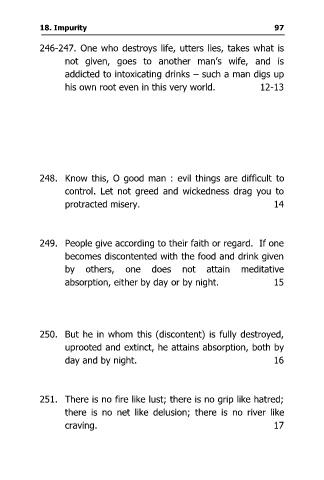 18. Impurity 97
246-247. One who destroys life, utters lies, takes what is
not given, goes to another man's wife, and is
addicted to intoxicating drinks – such a man digs up
his own root even in this very world. 12-13
248. Know this, O good man : evil things are difficult to
control. Let not greed and wickedness drag you to
protracted misery. 14
249. People give according to their faith or regard. If one
becomes discontented with the food and drink given
by others, one does not attain meditative
absorption, either by day or by night. 15
250. But he in whom this (discontent) is fully destroyed,
uprooted and extinct, he attains absorption, both by
day and by night. 16
251. There is no fire like lust; there is no grip like hatred;
there is no net like delusion; there is no river like
craving. 17